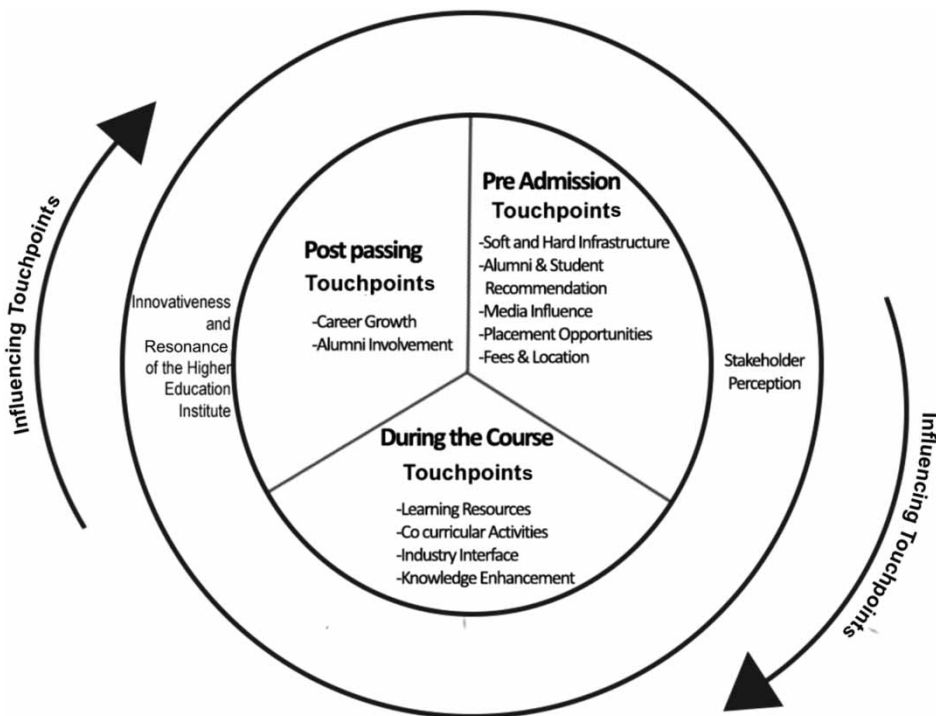 Influencing Touchpoints
Innovativeness
and
Resonance
of the Higher
Education
Institute
Post passing
Touchpoints
-Career Growth
-Alumni Involvement
Pre Admission
Touchpoints
-Soft and Hard Infrastructure
-Alumni & Student
Recommendation
-Media Influence
-Placement Opportunities
-Fees & Location
During the Course
Touchpoints
-Learning Resources
-Co curricular Activities
-Industry Interface
-Knowledge Enhancement
Stakeholder
Perception
Influencing Touchpoints